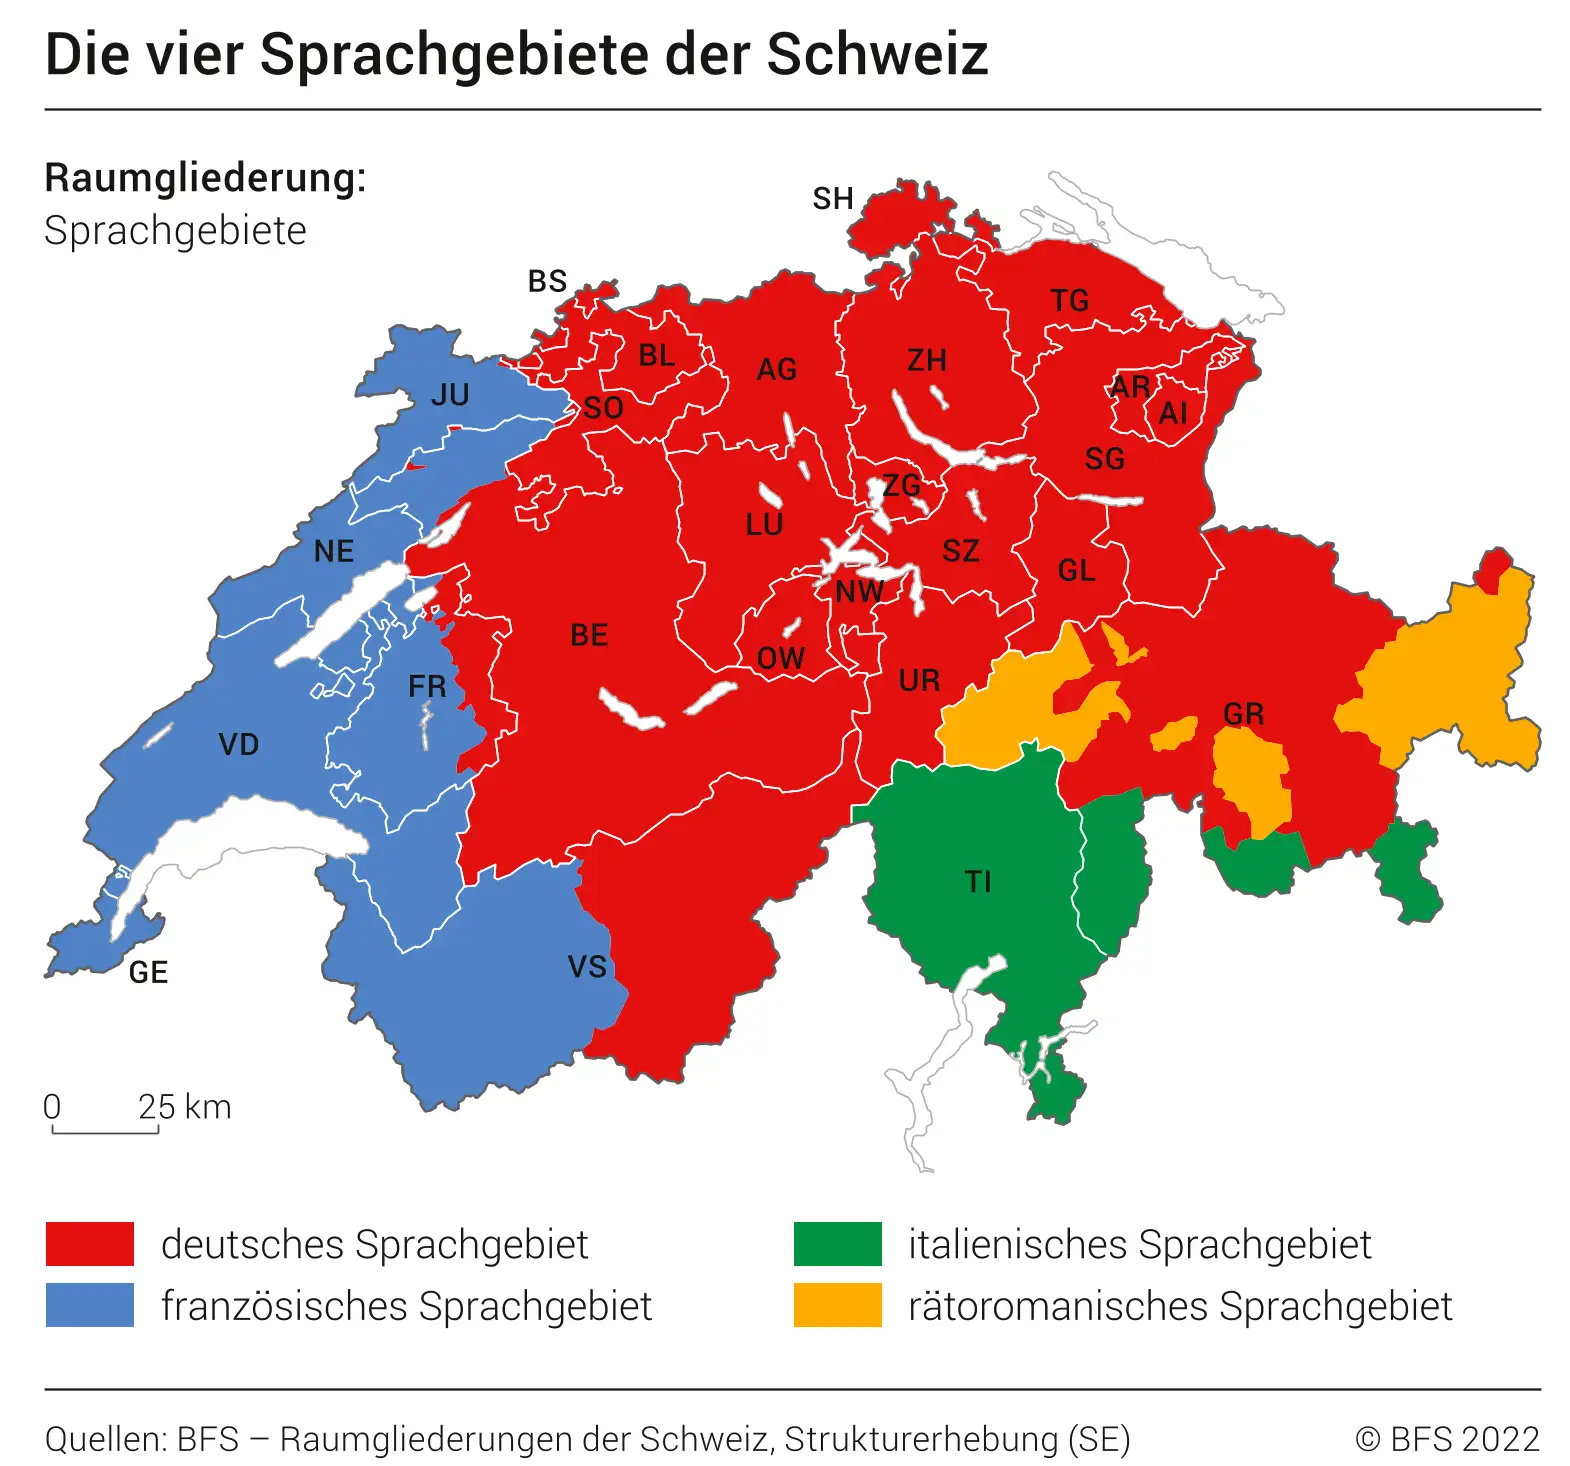 Die vier Sprachgebiete der Schweiz
Raumgliederung:
Sprachgebiete
SH
BS
TG
BL
AG
ZH
JU
SO
AR
AI
SG
ZG
LU
NE
SZ
GL
NW
BE
OW
FR
UR
GR
VD
TI
VS
GE
0 25 km
deutsches Sprachgebiet
französisches Sprachgebiet
italienisches Sprachgebiet
rätoromanisches Sprachgebiet
Quellen: BFS – Raumgliederungen der Schweiz, Strukturerhebung (SE)
© BFS 2022